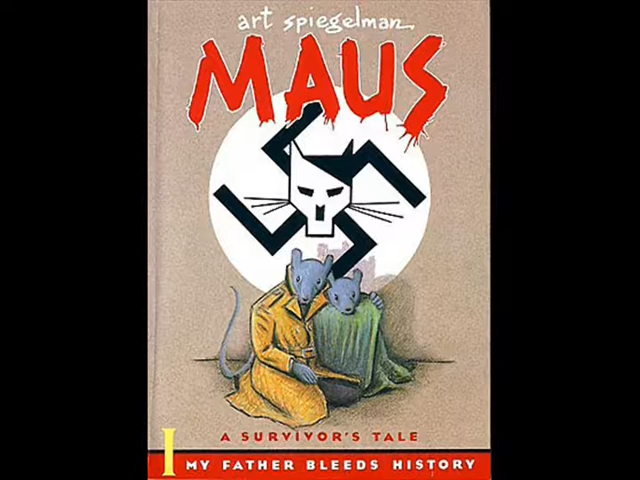 art spiegelman
MAUS
A SURVIVOR'S TALE
I
MY FATHER BLEEDS HISTORY